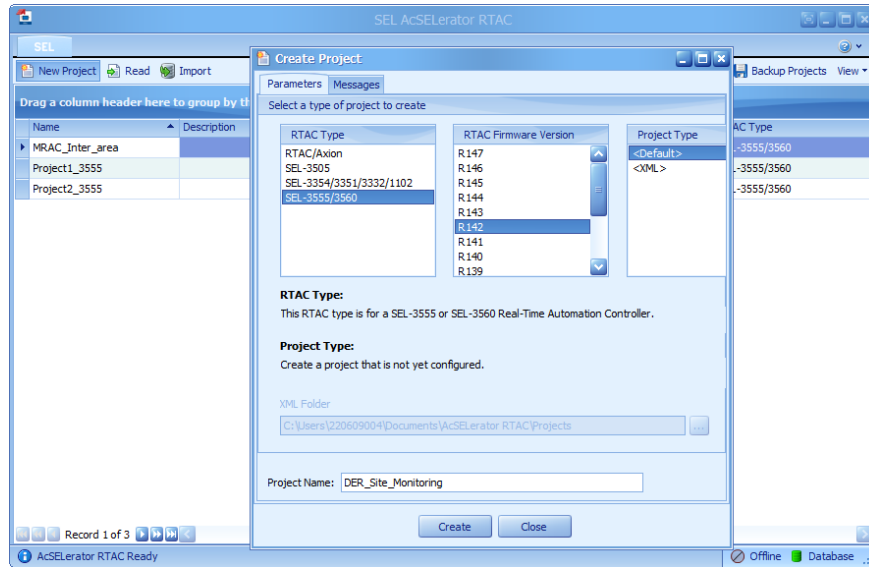 SEL AcSELerator RTAC
SEL
New Project Read Import
Backup Projects View
Drag a column header here to group by th
Name Description
AC Type
MRAC_Inter_area
-3555/3560
Project1_3555
-3555/3560
Project2_3555
-3555/3560
Create Project
Parameters Messages
Select a type of project to create
RTAC Type
RTAC/Axion
SEL-3505
SEL-3354/3351/3332/1102
SEL-3555/3560
RTAC Firmware Version
R147
R146
R145
R144
R143
R142
R141
R140
R139
Project Type
<Default>
<XML>
RTAC Type:
This RTAC type is for a SEL-3555 or SEL-3560 Real-Time Automation Controller.
Project Type:
Create a project that is not yet configured.
XML Folder
C:\Users\220609004\Documents\AcSELerator RTAC\Projects
...
Project Name: DER_Site_Monitoring
Create Close
Record 1 of 3
AcSELerator RTAC Ready
Offline Database